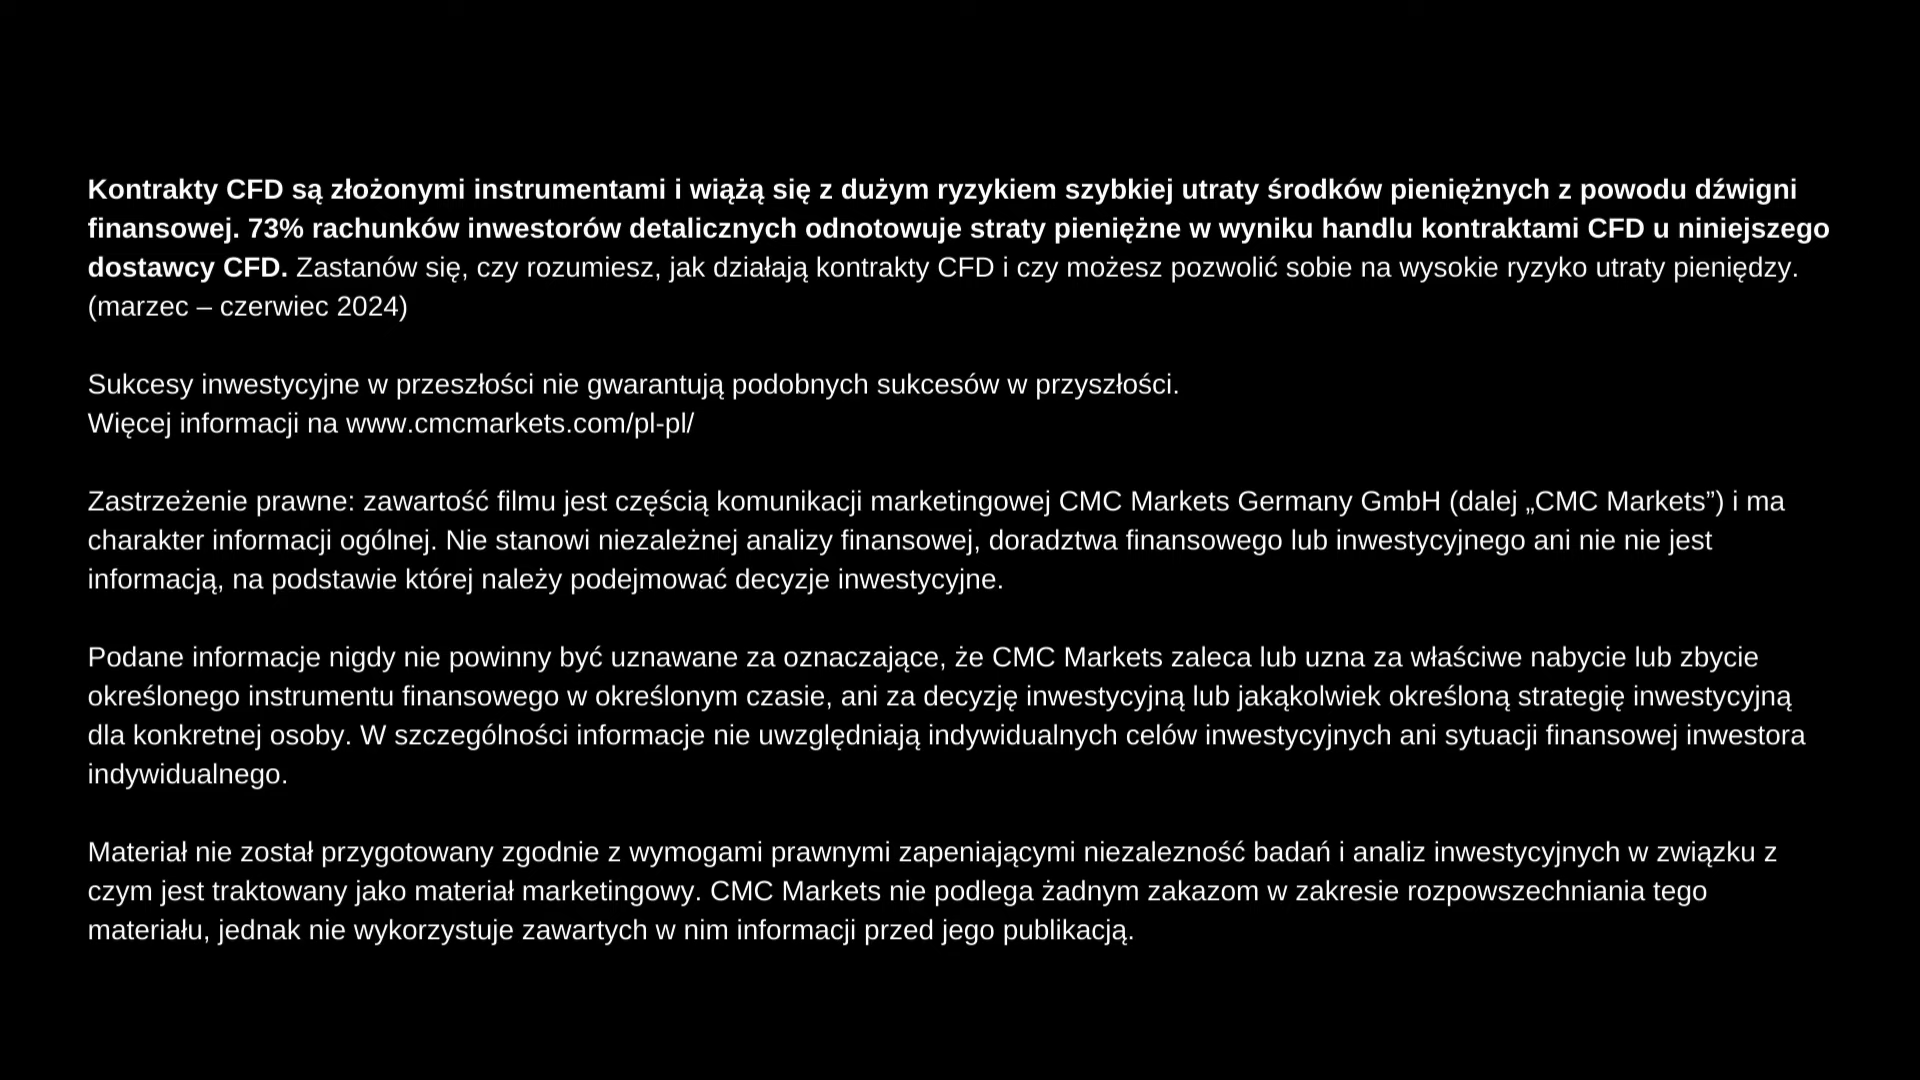 Kontrakty CFD są złożonymi instrumentami i wiążą się z dużym ryzykiem szybkiej utraty środków pieniężnych z powodu dźwigni
finansowej. 73% rachunków inwestorów detalicznych odnotowuje straty pieniężne w wyniku handlu kontraktami CFD u niniejszego
dostawcy CFD. Zastanów się, czy rozumiesz, jak działają kontrakty CFD i czy możesz pozwolić sobie na wysokie ryzyko utraty pieniędzy.
(marzec – czerwiec 2024)
Sukcesy inwestycyjne w przeszłości nie gwarantują podobnych sukcesów w przyszłości.
Więcej informacji na www.cmcmarkets.com/pl-pl/
Zastrzeżenie prawne: zawartość filmu jest częścią komunikacji marketingowej CMC Markets Germany GmbH (dalej „CMC Markets”) i ma
charakter informacji ogólnej. Nie stanowi niezależnej analizy finansowej, doradztwa finansowego lub inwestycyjnego ani nie nie jest
informacją, na podstawie której należy podejmować decyzje inwestycyjne.
Podane informacje nigdy nie powinny być uznawane za oznaczające, że CMC Markets zaleca lub uzna za właściwe nabycie lub zbycie
określonego instrumentu finansowego w określonym czasie, ani za decyzję inwestycyjną lub jakąkolwiek określoną strategię inwestycyjną
dla konkretnej osoby. W szczególności informacje nie uwzględniają indywidualnych celów inwestycyjnych ani sytuacji finansowej inwestora
indywidualnego.
Materiał nie został przygotowany zgodnie z wymogami prawnymi zapeniającymi niezalezność badań i analiz inwestycyjnych w związku z
czym jest traktowany jako materiał marketingowy. CMC Markets nie podlega żadnym zakazom w zakresie rozpowszechniania tego
materiału, jednak nie wykorzystuje zawartych w nim informacji przed jego publikacją.